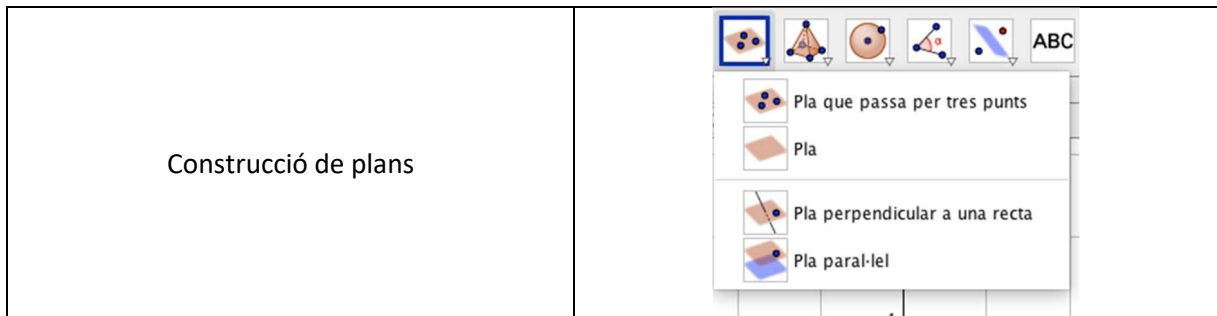 Construcció de plans
ABC
α
Pla que passa per tres punts
Pla
Pla perpendicular a una recta
Pla paral·lel